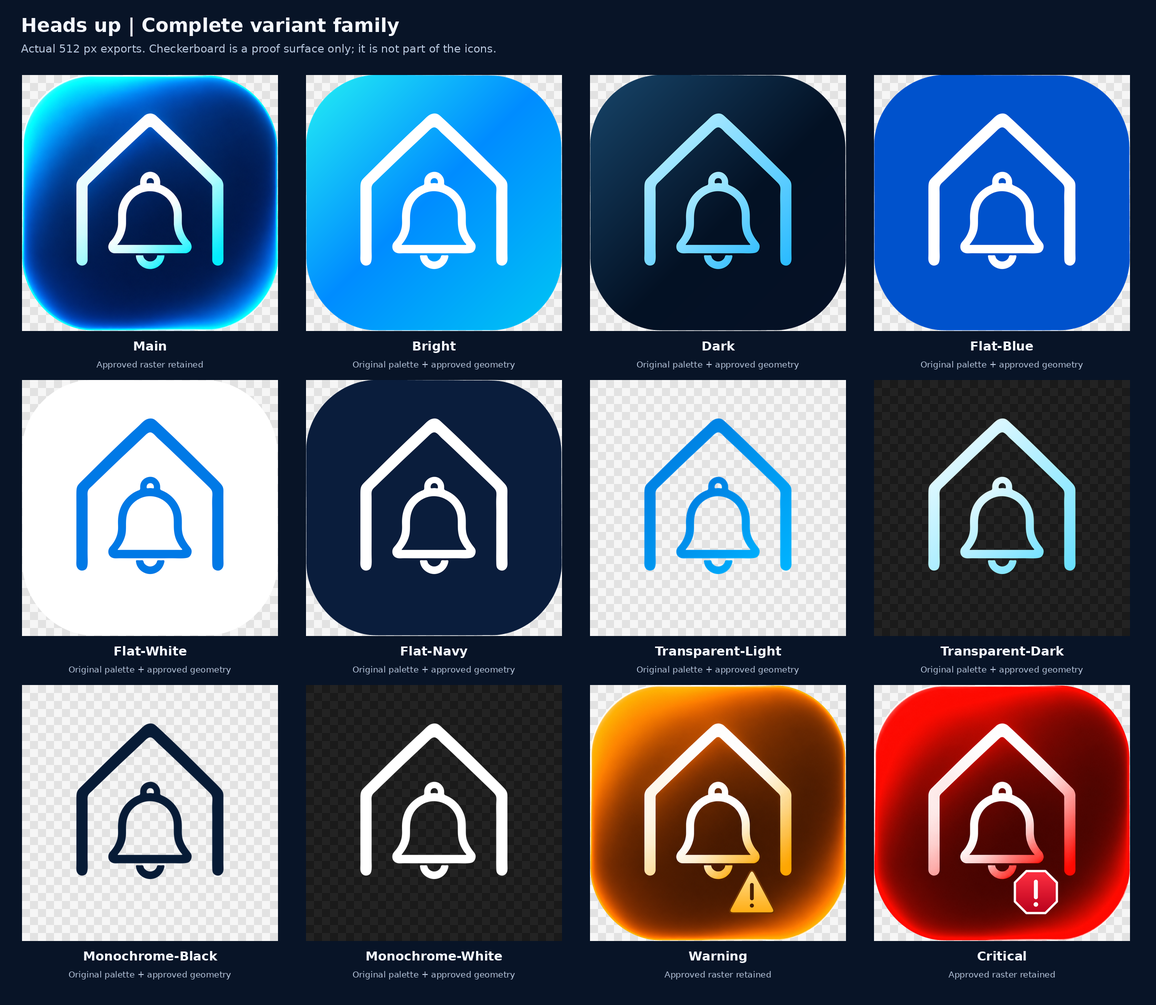 Heads up | Complete variant family
Actual 512 px exports. Checkerboard is a proof surface only; it is not part of the icons.
Main
Approved raster retained
Bright
Original palette + approved geometry
Dark
Original palette + approved geometry
Flat-Blue
Original palette + approved geometry
Flat-White
Original palette + approved geometry
Flat-Navy
Original palette + approved geometry
Transparent-Light
Original palette + approved geometry
Transparent-Dark
Original palette + approved geometry
Monochrome-Black
Original palette + approved geometry
Monochrome-White
Original palette + approved geometry
Warning
Approved raster retained
Critical
Approved raster retained